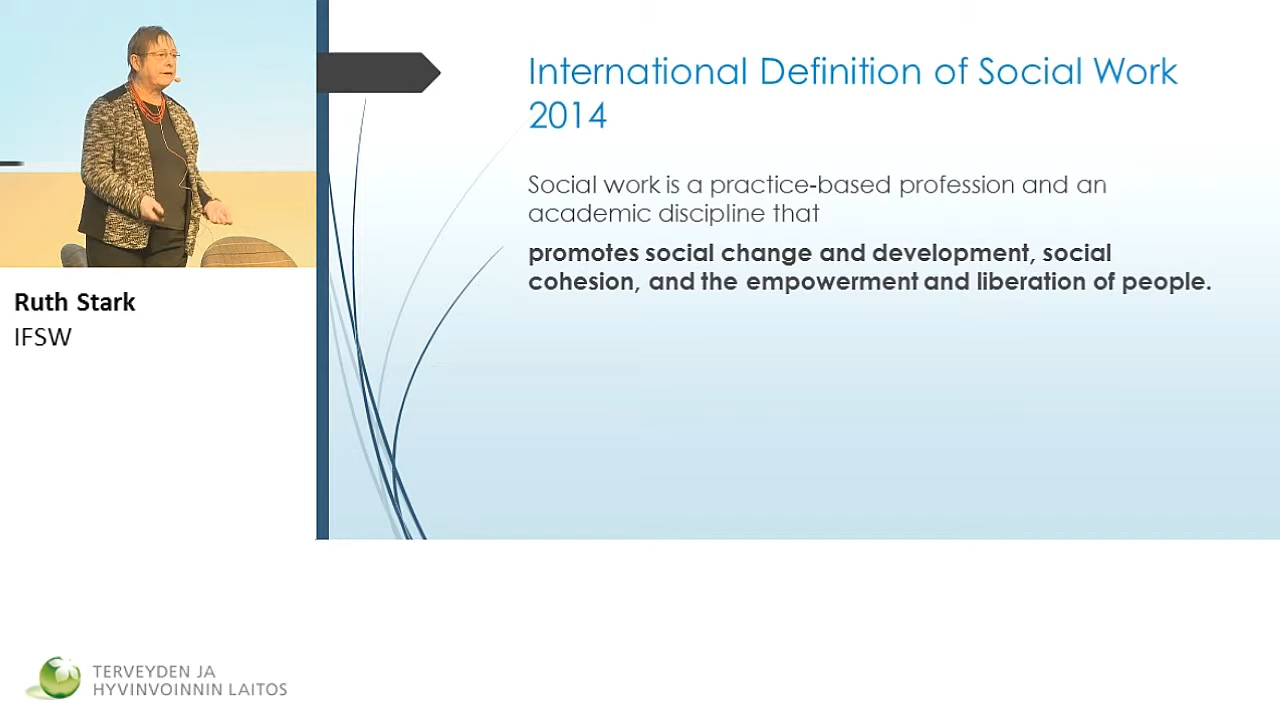 Ruth Stark
IFSW
International Definition of Social Work
2014
Social work is a practice-based profession and an
academic discipline that
promotes social change and development, social
cohesion, and the empowerment and liberation of people.
TERVEYDEN JA
HYVINVOINNIN LAITOS